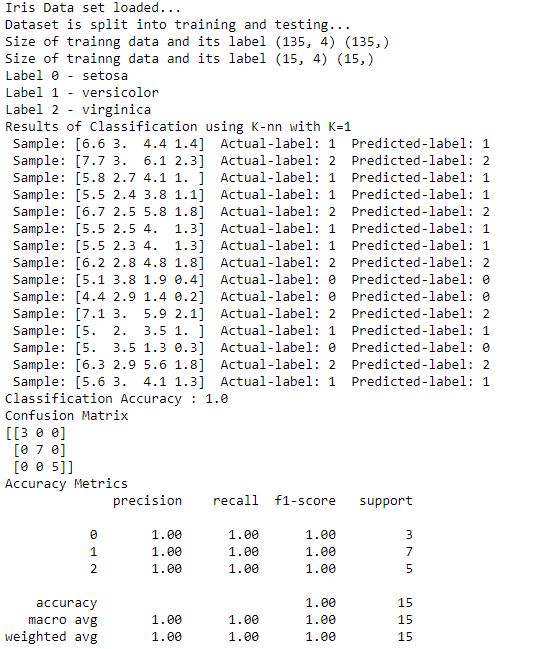 Iris Data set loaded...
Dataset is split into training and testing...
Size of trainng data and its label (135, 4) (135,)
Size of trainng data and its label (15, 4) (15,)
Label 0 - setosa
Label 1 - versicolor
Label 2 - virginica
Results of Classification using K-nn with K=1
Sample: [6.6 3.  4.4 1.4]  Actual-label: 1  Predicted-label: 1
Sample: [7.7 3.  6.1 2.3]  Actual-label: 2  Predicted-label: 2
Sample: [5.8 2.7 4.1 1. ]  Actual-label: 1  Predicted-label: 1
Sample: [5.5 2.4 3.8 1.1]  Actual-label: 1  Predicted-label: 1
Sample: [6.7 2.5 5.8 1.8]  Actual-label: 2  Predicted-label: 2
Sample: [5.5 2.5 4.  1.3]  Actual-label: 1  Predicted-label: 1
Sample: [5.5 2.3 4.  1.3]  Actual-label: 1  Predicted-label: 1
Sample: [6.2 2.8 4.8 1.8]  Actual-label: 2  Predicted-label: 2
Sample: [5.1 3.8 1.9 0.4]  Actual-label: 0  Predicted-label: 0
Sample: [4.4 2.9 1.4 0.2]  Actual-label: 0  Predicted-label: 0
Sample: [7.1 3.  5.9 2.1]  Actual-label: 2  Predicted-label: 2
Sample: [5.  2.  3.5 1. ]  Actual-label: 1  Predicted-label: 1
Sample: [5.  3.5 1.3 0.3]  Actual-label: 0  Predicted-label: 0
Sample: [6.3 2.9 5.6 1.8]  Actual-label: 2  Predicted-label: 2
Sample: [5.6 3.  4.1 1.3]  Actual-label: 1  Predicted-label: 1
Classification Accuracy : 1.0
Confusion Matrix
[[3 0 0]
[0 7 0]
[0 0 5]]
Accuracy Metrics
precision    recall  f1-score   support
0       1.00      1.00      1.00         3
1       1.00      1.00      1.00         7
2       1.00      1.00      1.00         5
accuracy                           1.00        15
macro avg       1.00      1.00      1.00        15
weighted avg       1.00      1.00      1.00        15